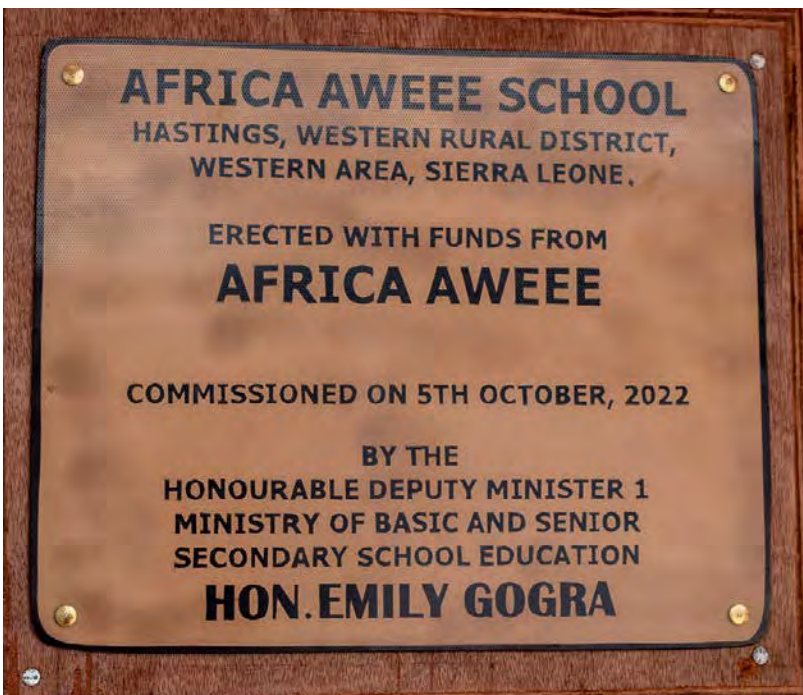 AFRICA AWEEE SCHOOL
HASTINGS, WESTERN RURAL DISTRICT,
WESTERN AREA, SIERRA LEONE.
ERECTED WITH FUNDS FROM
AFRICA AWEEE
COMMISSIONED ON 5TH OCTOBER, 2022
BY THE
HONOURABLE DEPUTY MINISTER 1
MINISTRY OF BASIC AND SENIOR
SECONDARY SCHOOL EDUCATION
HON. EMILY GOGRA